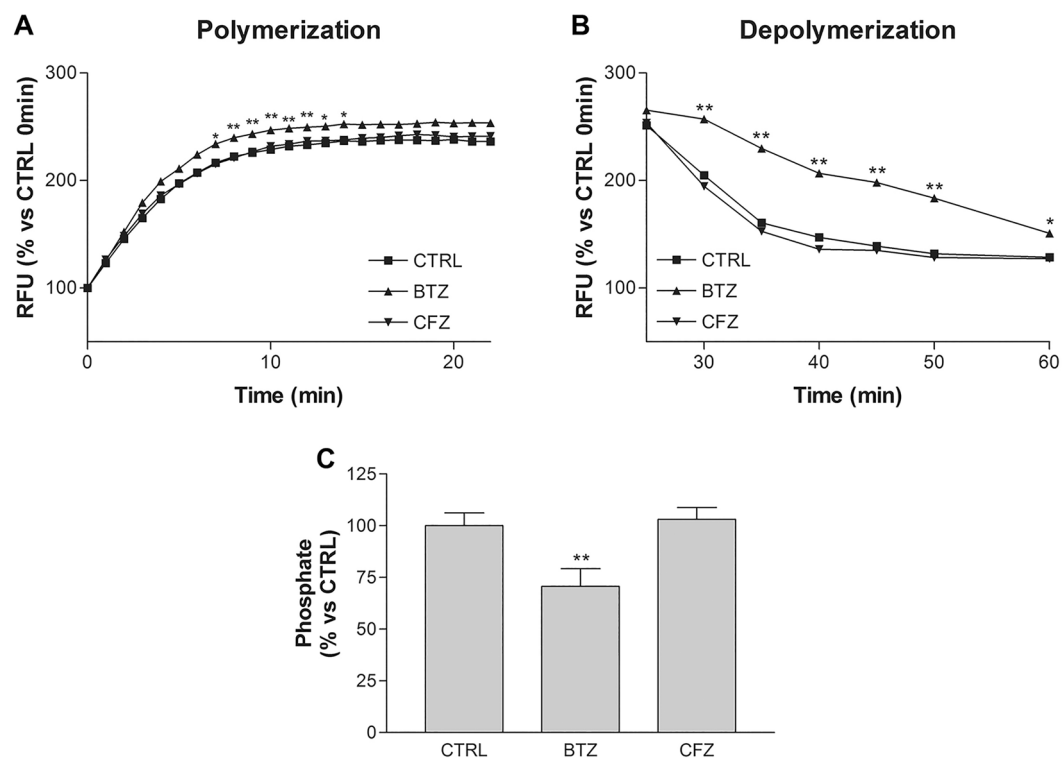 A
Polymerization
RFU (% vs CTRL 0min)
300
200
100
* ** ** ** ** ** * *
CTRL
BTZ
CFZ
0 10 20
Time (min)
B
Depolymerization
RFU (% vs CTRL 0min)
300
200
100
** ** ** ** ** *
CTRL
BTZ
CFZ
30 40 50 60
Time (min)
C
Phosphate
(% vs CTRL)
125
100
75
50
25
0
**
CTRL BTZ CFZ